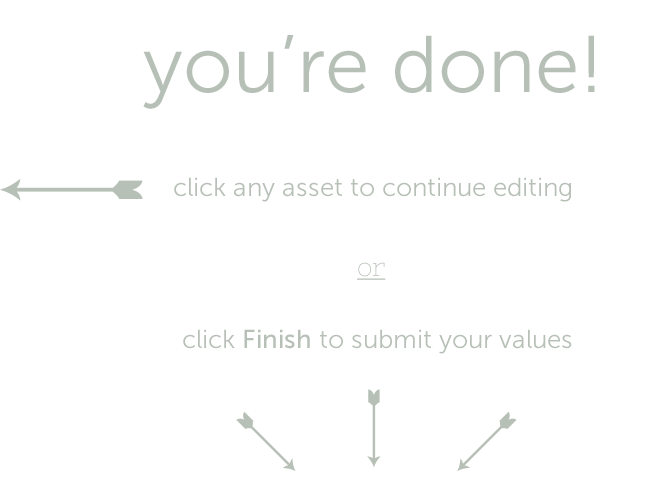 you’re done!
click any asset to continue editing
or
click Finish to submit your values